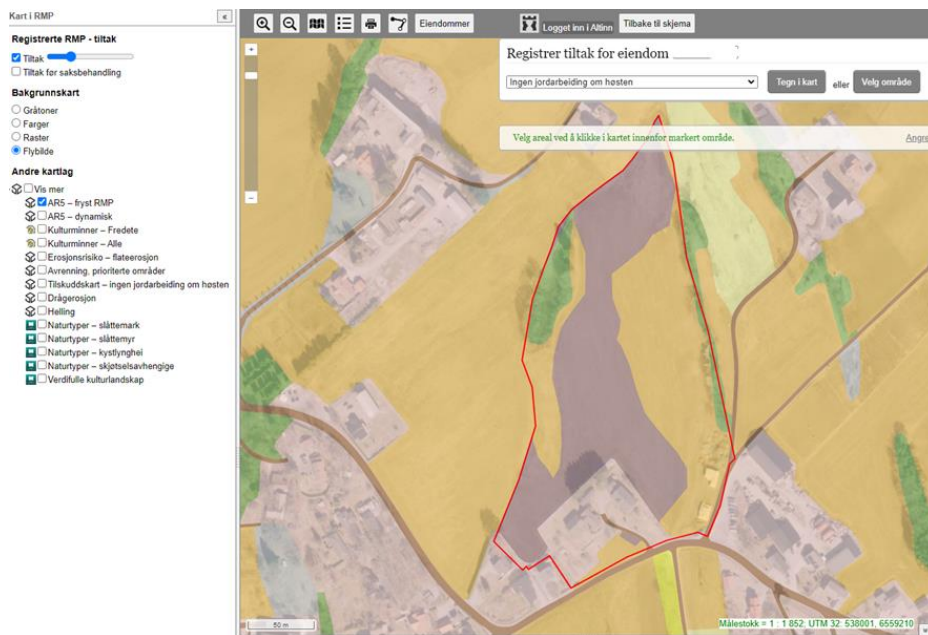 Kart i RMP
«
Registrerte RMP - tiltak
Tiltak
Tiltak før saksbehandling
Bakgrunnskart
Gråtoner
Farger
Raster
Flybilde
Andre kartlag
Vis mer
AR5 – fryst RMP
AR5 – dynamisk
Kulturminner – Fredete
Kulturminner – Alle
Erosjonsrisiko – flateerosjon
Avrenning, prioriterte områder
Tilskuddskart – ingen jordarbeiding om høsten
Drågerosjon
Helling
Naturtyper – slåttemark
Naturtyper – slåttemyr
Naturtyper – kystlynghei
Naturtyper – skjøtselsavhengige
Verdifulle kulturlandskap
Eiendommer
Logget inn i Altinn
Tilbake til skjema
Registrer tiltak for eiendom
Ingen jordarbeiding om høsten
Tegn i kart
eller
Velg område
Velg areal ved å klikke i kartet innenfor markert område.
Angre
50 m
Målestokk = 1 : 1 852, UTM 32: 538001, 6559210